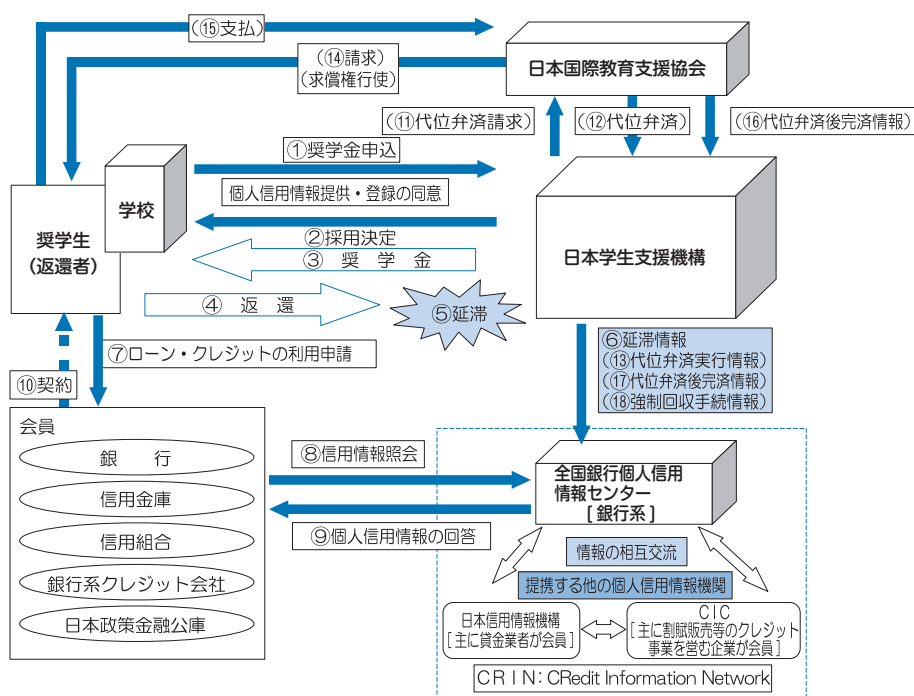 (⑮支払)
(⑭請求)
(求償権行使)
日本国際教育支援協会
(⑪代位弁済請求)
(⑫代位弁済)
(⑯代位弁済後完済情報)
①奨学金申込
個人信用情報提供・登録の同意
学校
奨学生
(返還者)
②採用決定
③ 奨 学 金
④ 返 還
⑤延滞
日本学生支援機構
⑥延滞情報
(⑬代位弁済実行情報)
(⑰代位弁済後完済情報)
(⑱強制回収手続情報)
⑦ローン・クレジットの利用申請
⑩契約
会員
銀 行
信用金庫
信用組合
銀行系クレジット会社
日本政策金融公庫
⑧信用情報照会
⑨個人信用情報の回答
全国銀行個人信用
情報センター
[銀行系]
情報の相互交流
提携する他の個人信用情報機関
日本信用情報機構
[主に貸金業者が会員]
CIC
[主に割賦販売等のクレジット
事業を営む企業が会員]
CRIN:CRedit Information Network